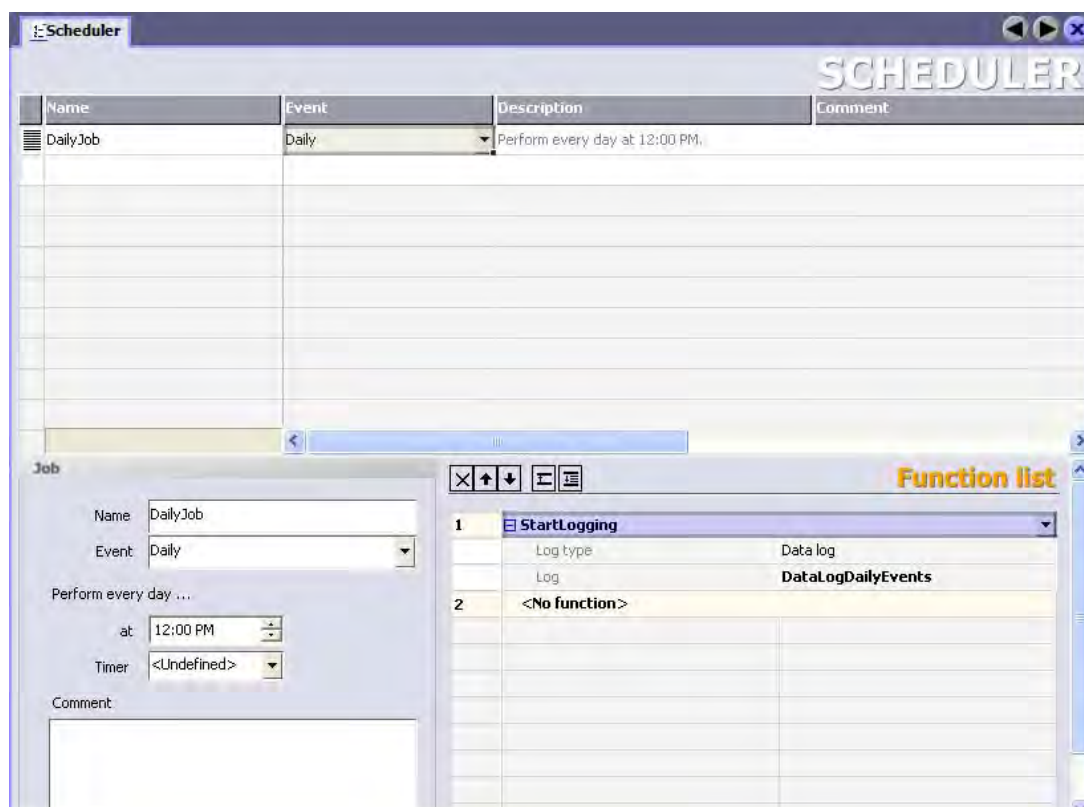 Scheduler
SCHEDULER
Name Event Description Comment
DailyJob Daily Perform every day at 12:00 PM.
Job
Function list
Name DailyJob
Event Daily
Perform every day ...
at 12:00 PM
Timer <Undefined>
Comment
1 StartLogging
Log type Data log
Log DataLogDailyEvents
2 <No function>